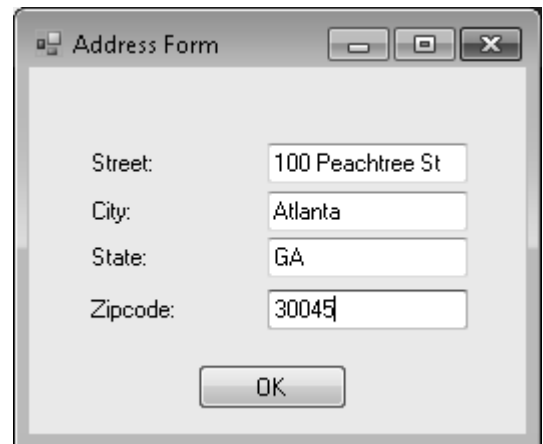 Address Form
Street: 100 Peachtree St
City: Atlanta
State: GA
Zipcode: 30045
OK